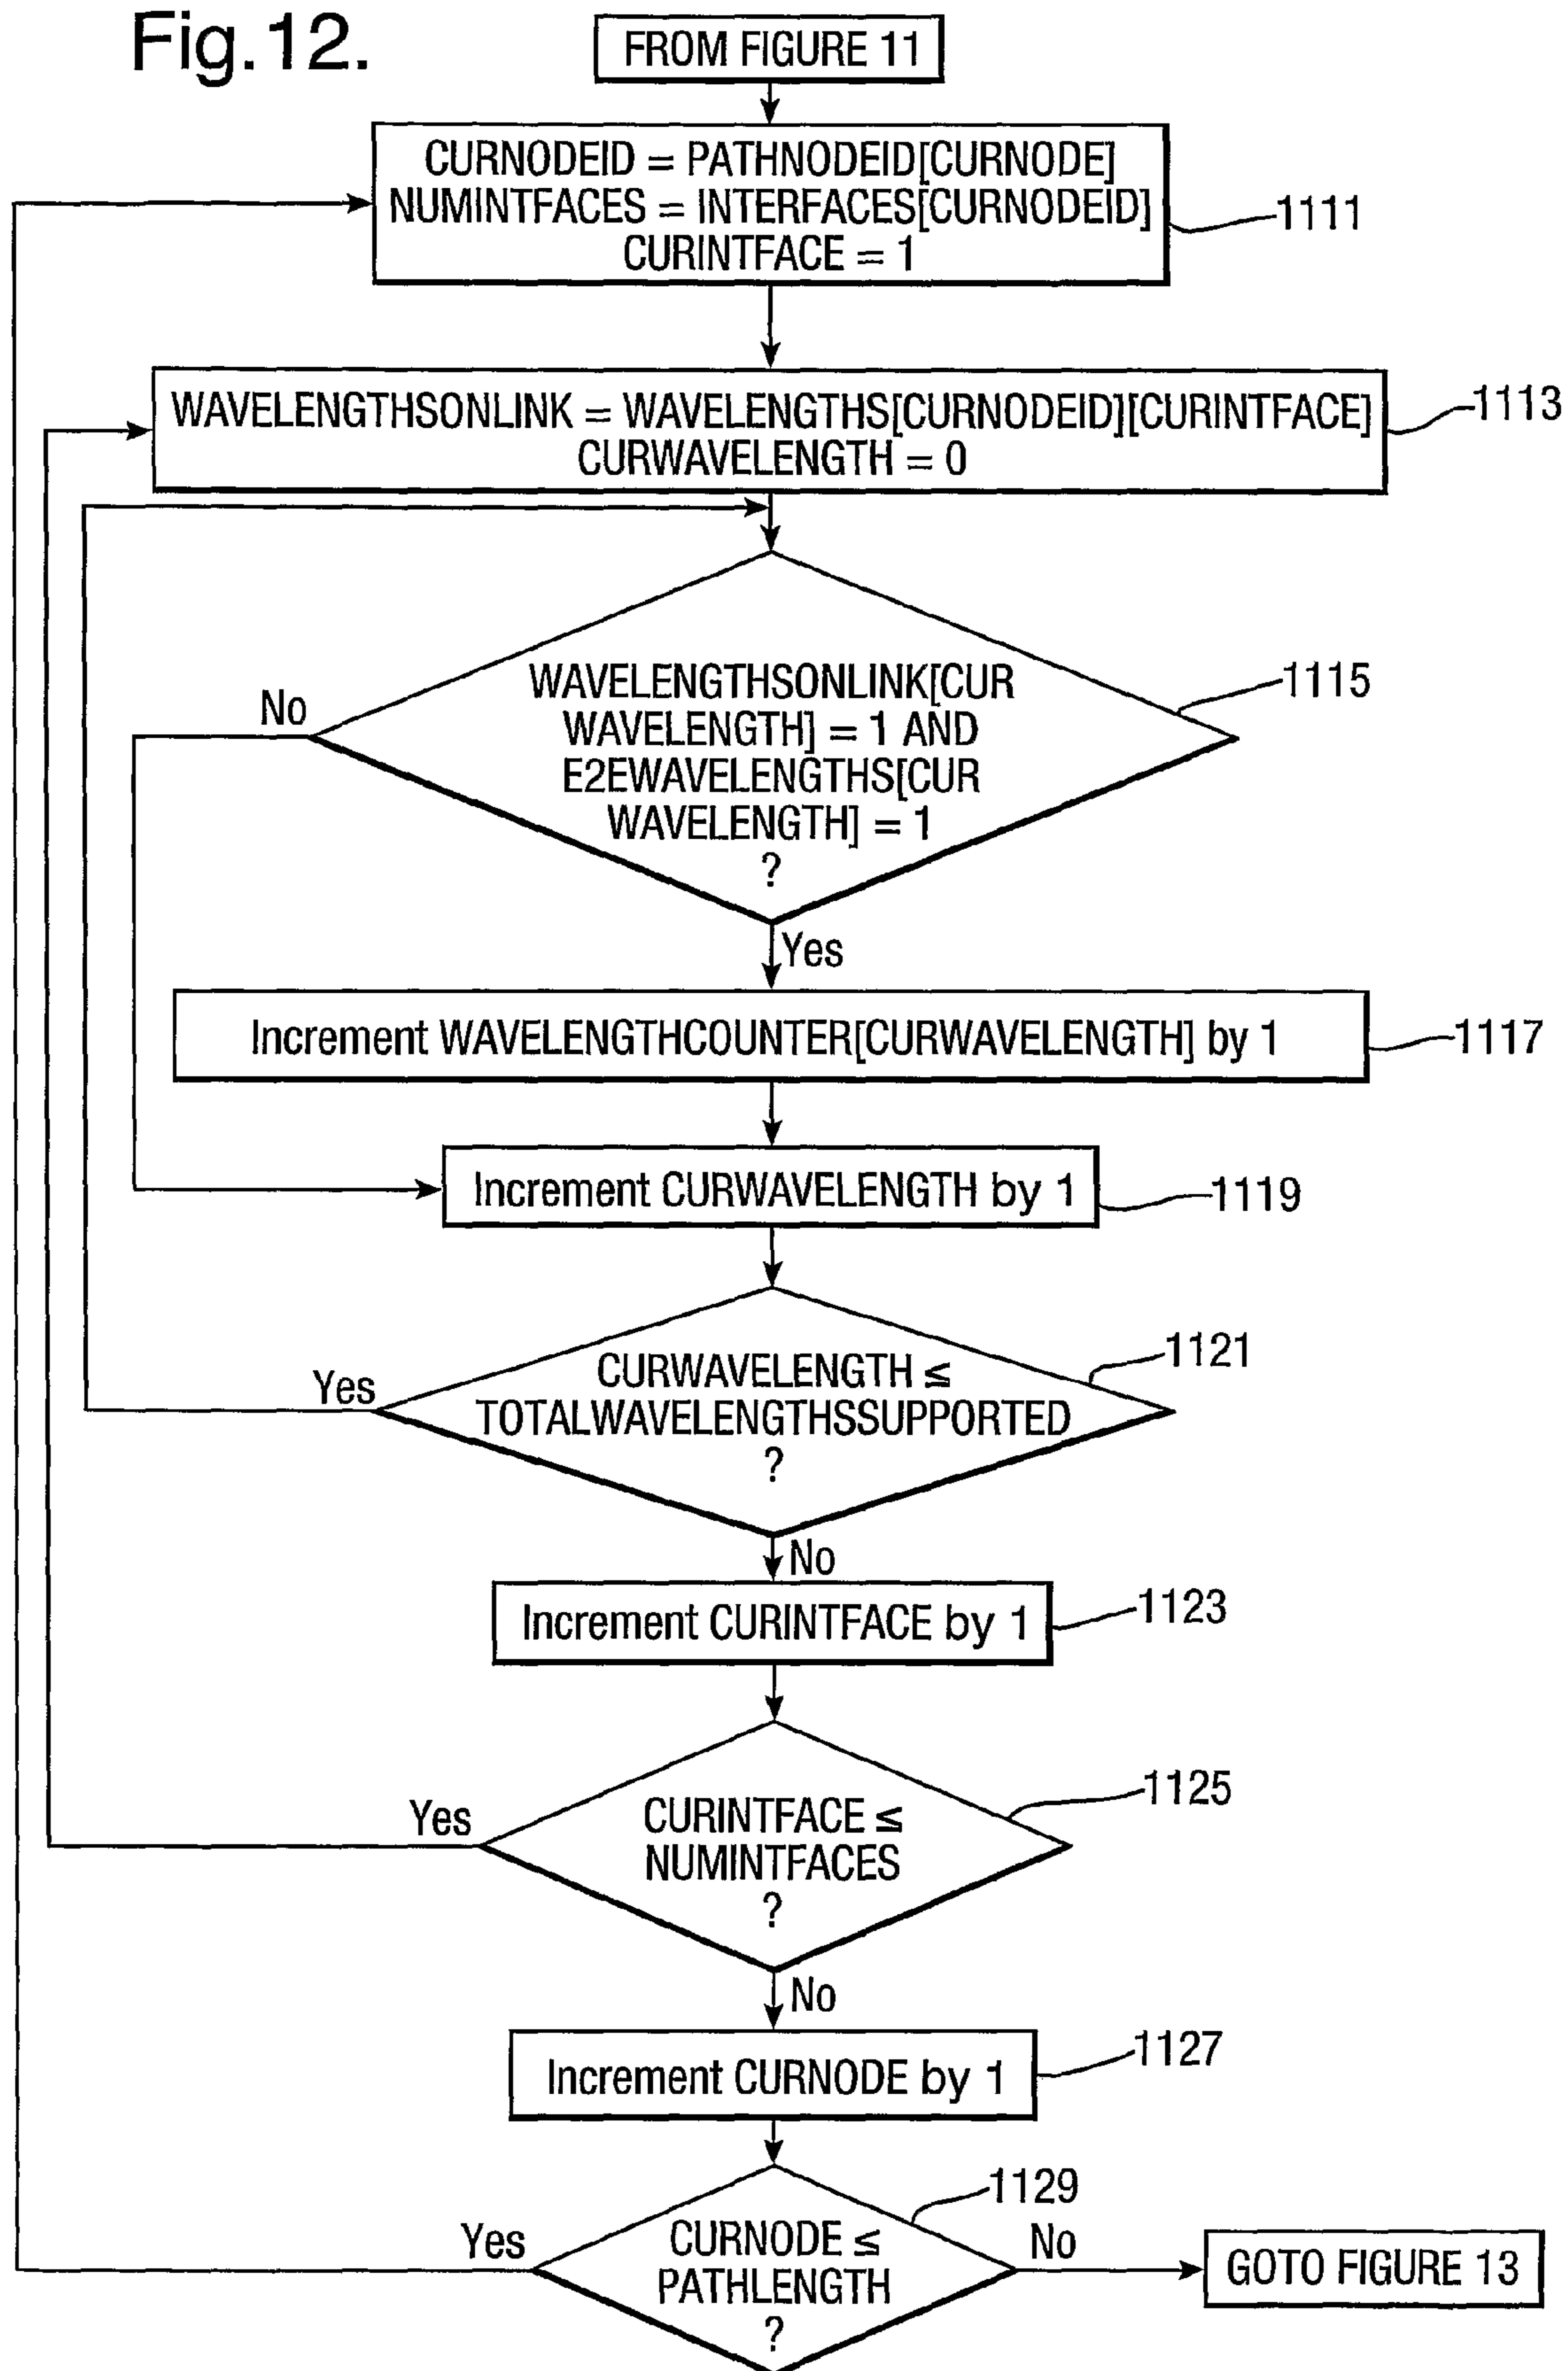 Fig.12.
FROM FIGURE 11
CURNODEID = PATHNODEID[CURNODE]
NUMINTFACES = INTERFACES[CURNODEID]
CURINTFACE = 1
1111
WAVELENGTHSONLINK = WAVELENGTHS[CURNODEID][CURINTFACE]
CURWAVELENGTH = 0
1113
WAVELENGTHSONLINK[CUR
WAVELENGTH] = 1 AND
E2EWAVELENGTHS[CUR
WAVELENGTH] = 1
?
1115
No
Yes
Increment WAVELENGTHCOUNTER[CURWAVELENGTH] by 1
1117
Increment CURWAVELENGTH by 1
1119
CURWAVELENGTH ≤
TOTALWAVELENGTHSSUPPORTED
?
1121
Yes
No
Increment CURINTFACE by 1
1123
CURINTFACE ≤
NUMINTFACES
?
1125
Yes
No
Increment CURNODE by 1
1127
CURNODE ≤
PATHLENGTH
?
1129
Yes
No
GOTO FIGURE 13